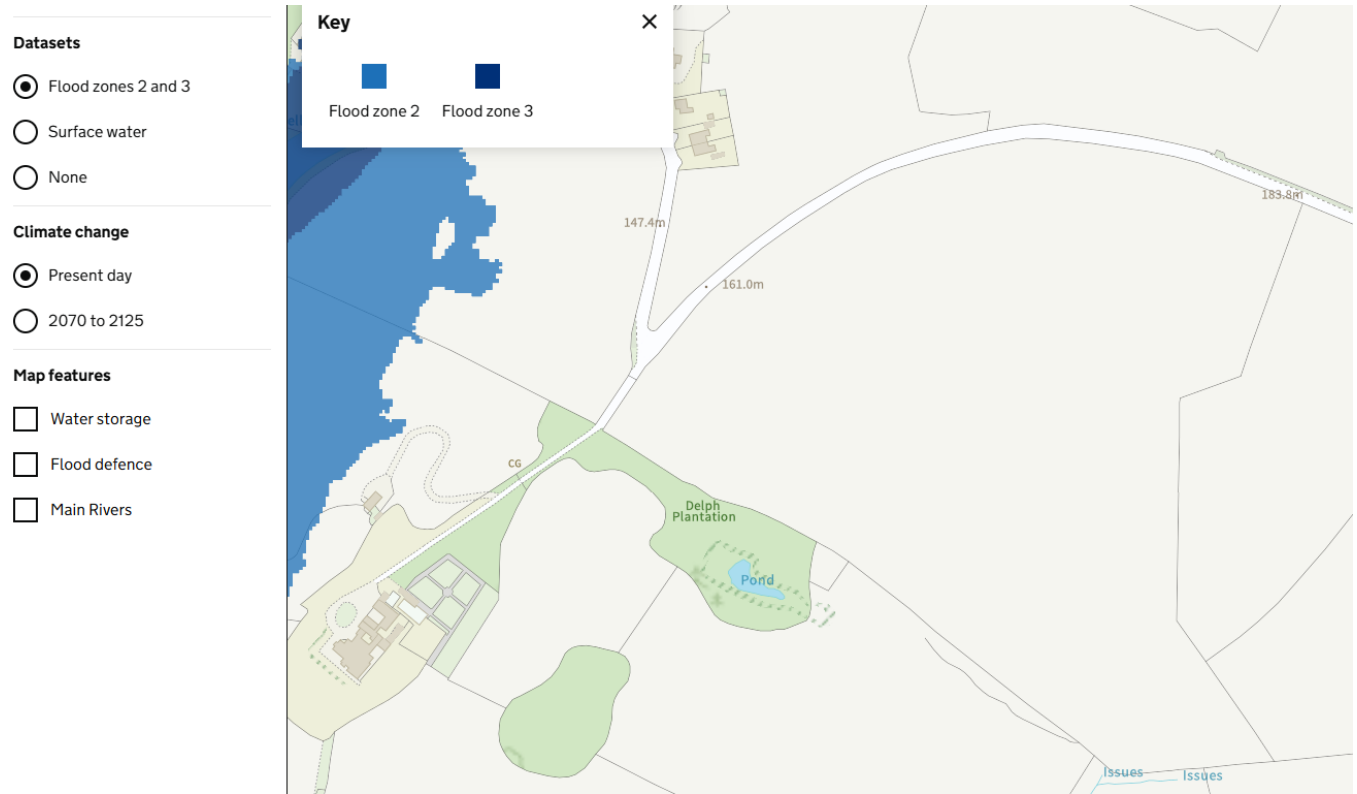 Datasets
Flood zones 2 and 3
Surface water
None
Climate change
Present day
2070 to 2125
Map features
Water storage
Flood defence
Main Rivers
Key
Flood zone 2
Flood zone 3
183.8m
147.4m
161.0m
CG
Delph
Plantation
Pond
Issues
Issues